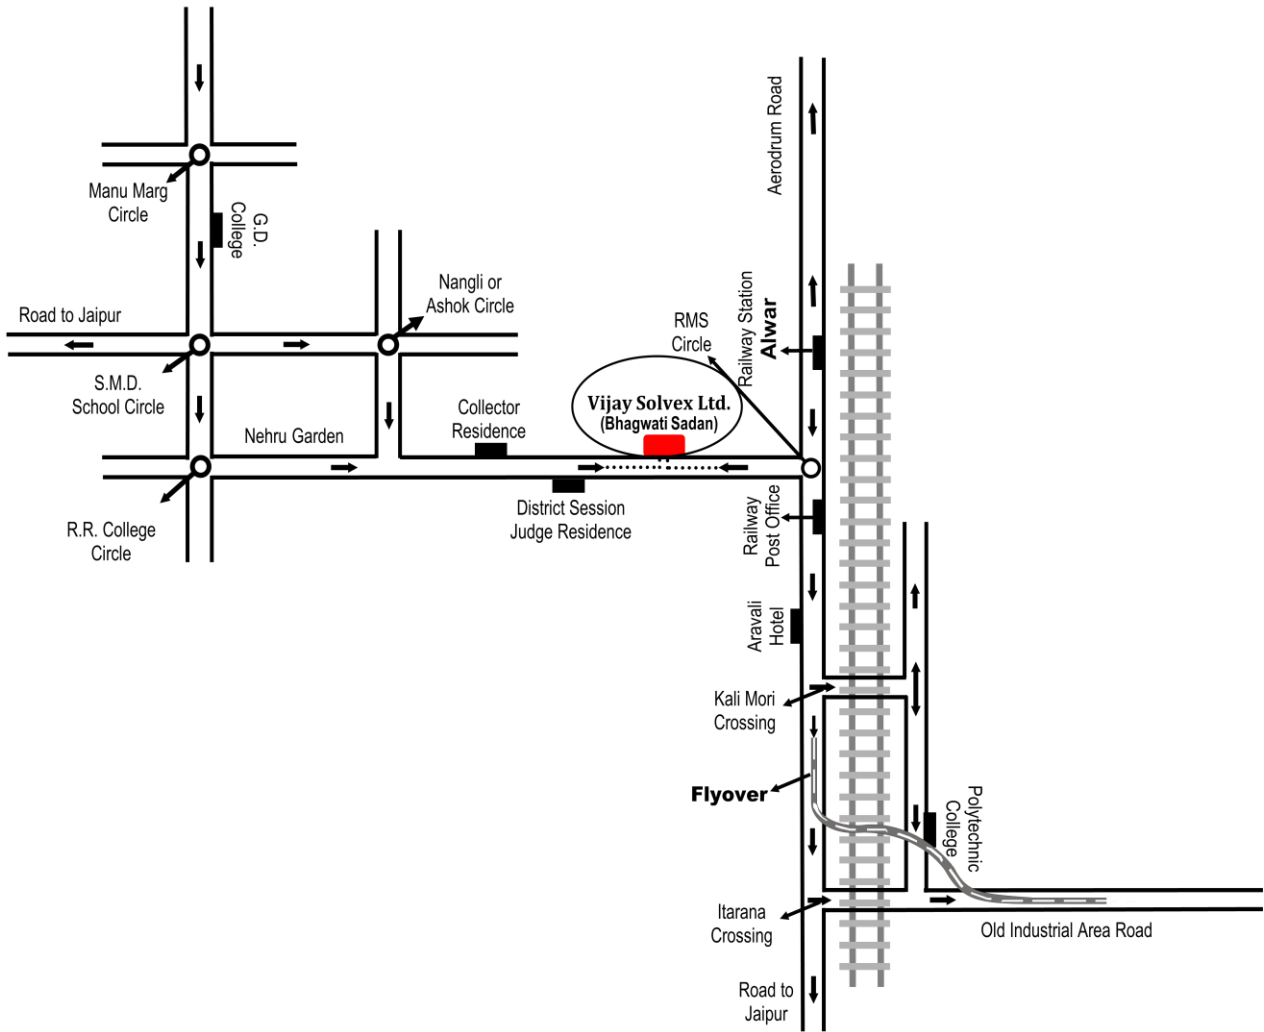 Aerodrum Road
Manu Marg
Circle
G.D.
College
Nangli or
Ashok Circle
Road to Jaipur
RMS
Circle
Railway Station
Alwar
S.M.D.
School Circle
Collector
Residence
Vijay Solvex Ltd.
(Bhagwati Sadan)
Nehru Garden
District Session
Judge Residence
R.R. College
Circle
Railway
Post Office
Aravali
Hotel
Kali Mori
Crossing
Flyover
Polytechnic
College
Itarana
Crossing
Old Industrial Area Road
Road to
Jaipur